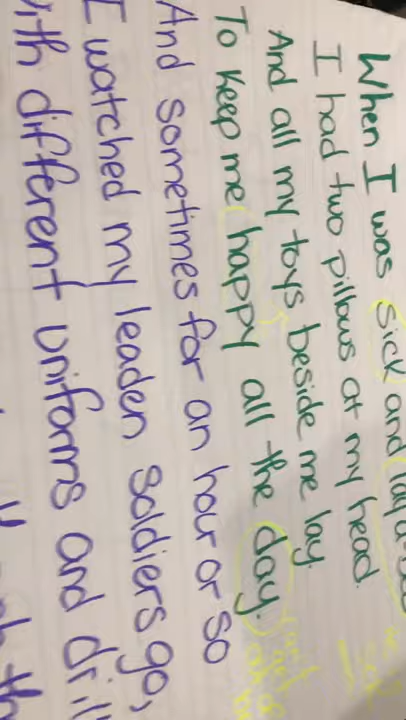 When I was sick and lay a
I had two pillows at my head.
And all my toys beside me lay.
To keep me happy all the day.
And sometimes for an hour or so
I watched my leaden soldiers go,
with different uniforms and drill